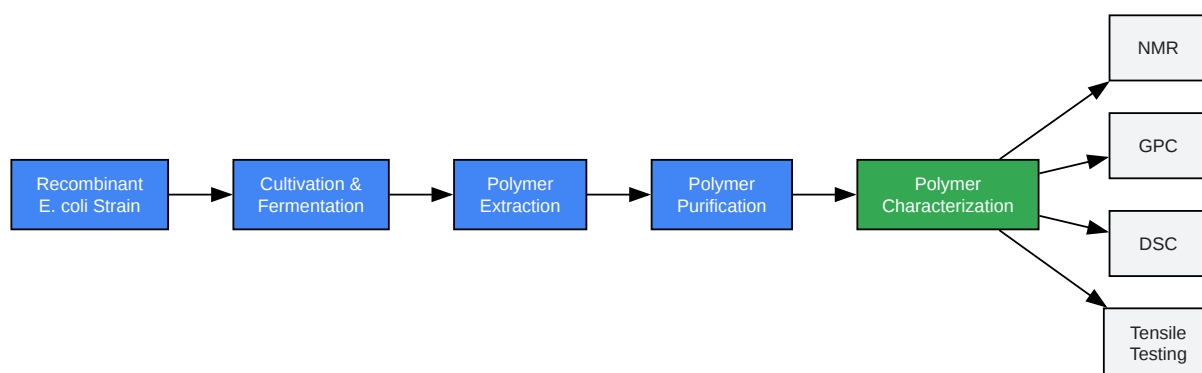 Recombinant
E. coli Strain
Cultivation &
Fermentation
Polymer
Extraction
Polymer
Purification
Polymer
Characterization
NMR
GPC
DSC
Tensile
Testing